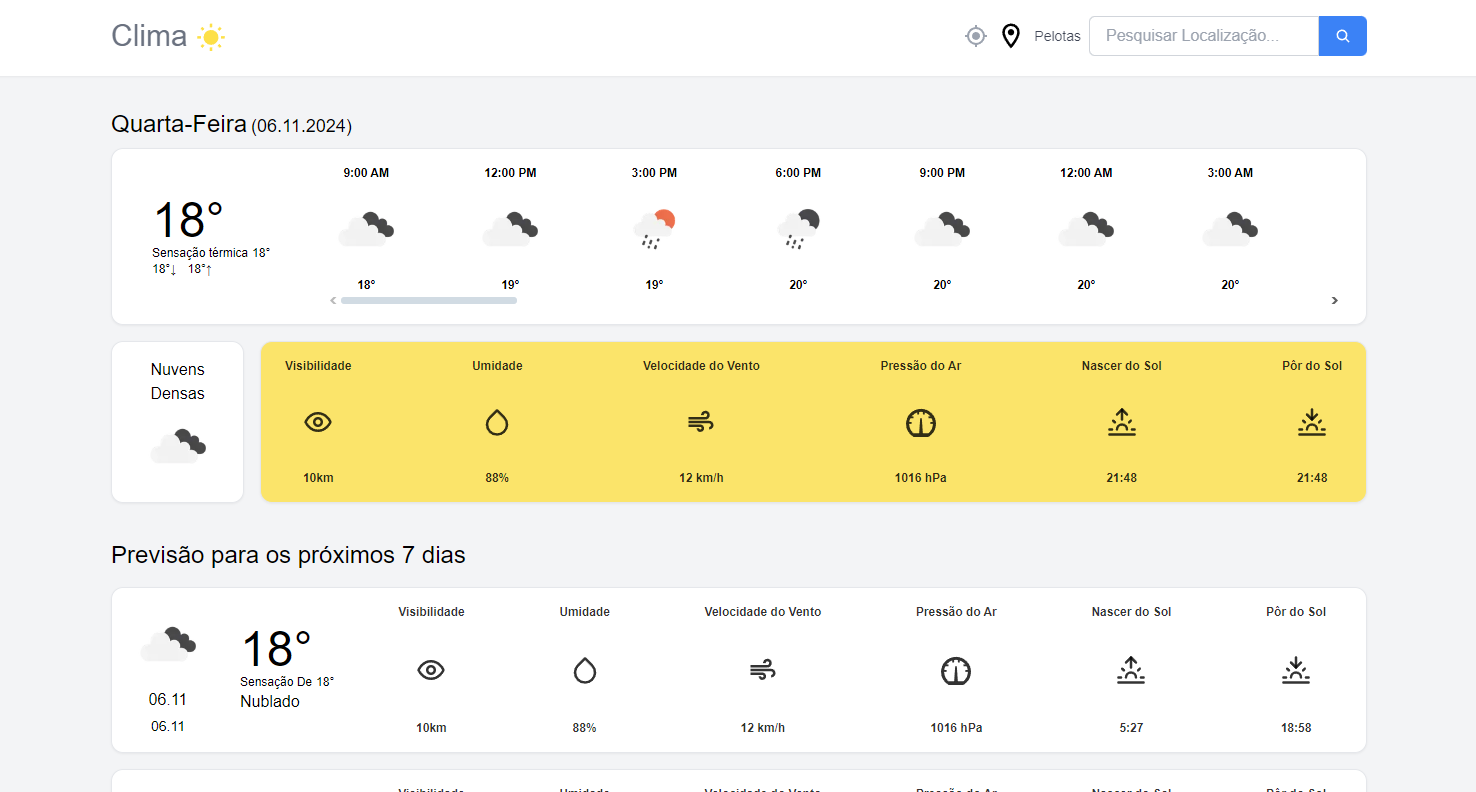 Clima
Pelotas
Pesquisar Localização...
Quarta-Feira (06.11.2024)
9:00 AM 12:00 PM 3:00 PM 6:00 PM 9:00 PM 12:00 AM 3:00 AM
18°
Sensação térmica 18°
18°↓ 18°↑
18° 19° 19° 20° 20° 20° 20°
Nuvens
Densas
Visibilidade Umidade Velocidade do Vento Pressão do Ar Nascer do Sol Pôr do Sol
10km 88% 12 km/h 1016 hPa 21:48 21:48
Previsão para os próximos 7 dias
Visibilidade Umidade Velocidade do Vento Pressão do Ar Nascer do Sol Pôr do Sol
18°
Sensação De 18°
Nublado
06.11
06.11
10km 88% 12 km/h 1016 hPa 5:27 18:58
Visibilidade Umidade Velocidade do Vento Pressão do Ar Nascer do Sol Pôr do Sol